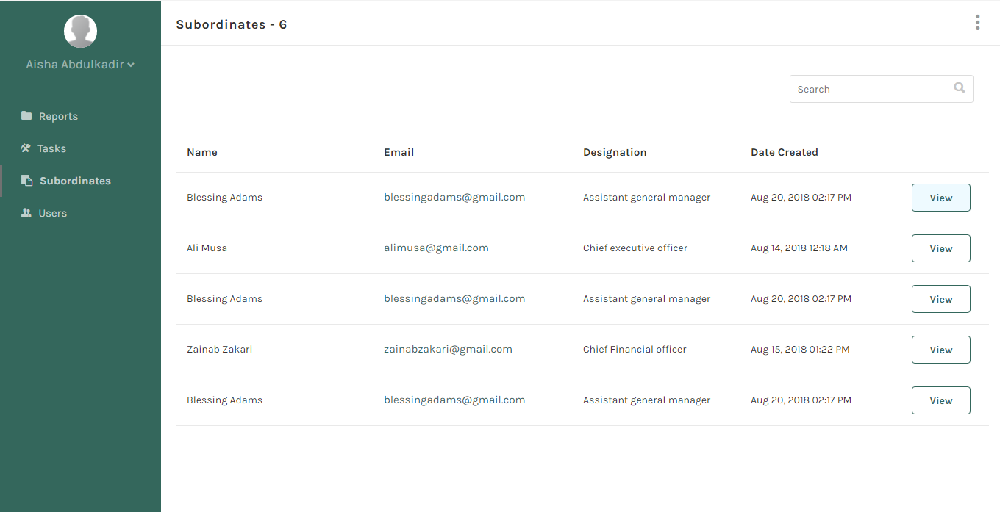 Aisha Abdulkadir
Reports
Tasks
Subordinates
Users
Subordinates - 6
Search
Name Email Designation Date Created
Blessing Adams blessingadams@gmail.com Assistant general manager Aug 20, 2018 02:17 PM View
Ali Musa alimusa@gmail.com Chief executive officer Aug 14, 2018 12:18 AM View
Blessing Adams blessingadams@gmail.com Assistant general manager Aug 20, 2018 02:17 PM View
Zainab Zakari zainabzakari@gmail.com Chief Financial officer Aug 15, 2018 01:22 PM View
Blessing Adams blessingadams@gmail.com Assistant general manager Aug 20, 2018 02:17 PM View